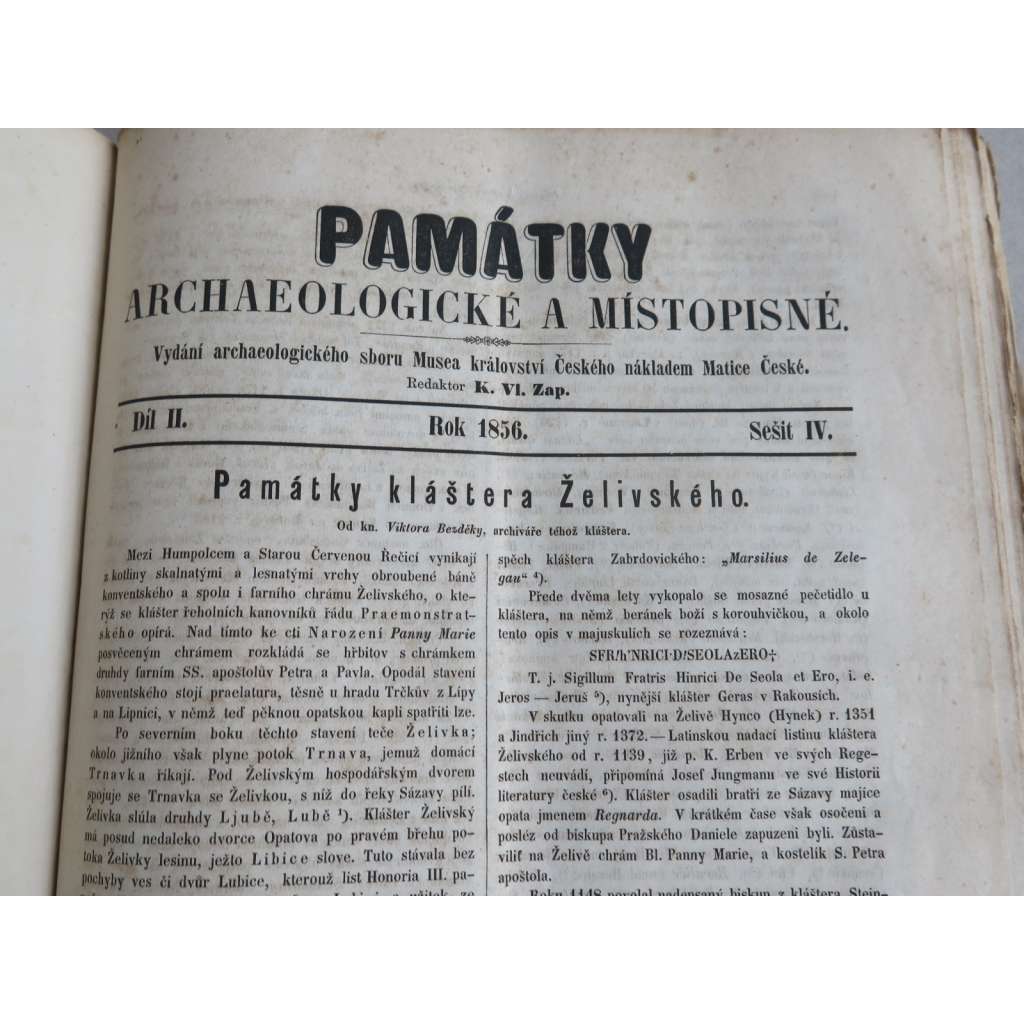 PAMÁTKY
ARCHAEOLOGICKÉ A MÍSTOPISNÉ.
Vydání archaeologického sboru Musea království Českého nákladem Matice České.
Redaktor K. Vl. Zap.
Díl II. Rok 1856. Sešit IV.
Památky kláštera Želivského.
Od kn. Viktora Bezděky, archiváře téhož kláštera.
Mezi Humpolcem a Starou Červenou Řečicí vynikají
z kotliny skalnatými a lesnatými vrchy obroubené báně
konventského a spolu i farního chrámu Želivského, o kte-
rýž se klášter řeholních kanovníků řádu Praemonstrat-
ského opírá. Nad tímto ke cti Narození Panny Marie
posvěceným chrámem rozkládá se hřbitov s chrámkem
druhdy farním SS. apoštolův Petra a Pavla. Opodál stavení
konventského stojí praelatura, těsně u hradu Trčkův z Lípy
a na Lipnici, v němž teď pěknou opatskou kapli spatříti lze.
Po severním boku těchto stavení teče Želivka;
okolo jižního však plyne potok Trnava, jemuž domácí
Trnavka říkají. Pod Želivským hospodářským dvorem
spojuje se Trnavka se Želivkou, s níž do řeky Sázavy pílí.
Želivka slúla druhdy Ljubě, Lubě ¹). Klášter Želivský
má posud nedaleko dvorce Opatova po pravém břehu po-
toka Želivky lesinu, ježto Libice slove. Tuto stávala bez
pochyby ves či dvůr Lubice, kterouž list Honoria III. pa-
spěch kláštera Zabrdovického: „Marsilius de Zele-
gau“ ⁴).
Přede dvěma lety vykopalo se mosazné pečetidlo u
kláštera, na němž beránek boží s korouhvičkou, a okolo
tento opis v majuskulích se rozeznává:
SFR/h'NRICI·D/SEOLAzERO†
T. j. Sigillum Fratris Hinrici De Seola et Ero, i. e.
Jeros — Jeruš ⁵), nynější klášter Geras v Rakousích.
V skutku opatovali na Želivě Hynco (Hynek) r. 1351
a Jindřich jiný r. 1372. — Latinskou nadací listinu kláštera
Želivského od r. 1139, již p. K. Erben ve svých Rege-
stech neuvádí, připomíná Josef Jungmann ve své Historii
literatury české ⁶). Klášter osadili bratří ze Sázavy majíce
opata jmenem Regnarda. V krátkém čase však osočeni a
posléz od biskupa Pražského Daniele zapuzeni byli. Zůsta-
vilit na Želivě chrám Bl. Panny Marie, a kostelík S. Petra
apoštola.
Roku 1148 povolal nadepsaný biskup z kláštera Stein-